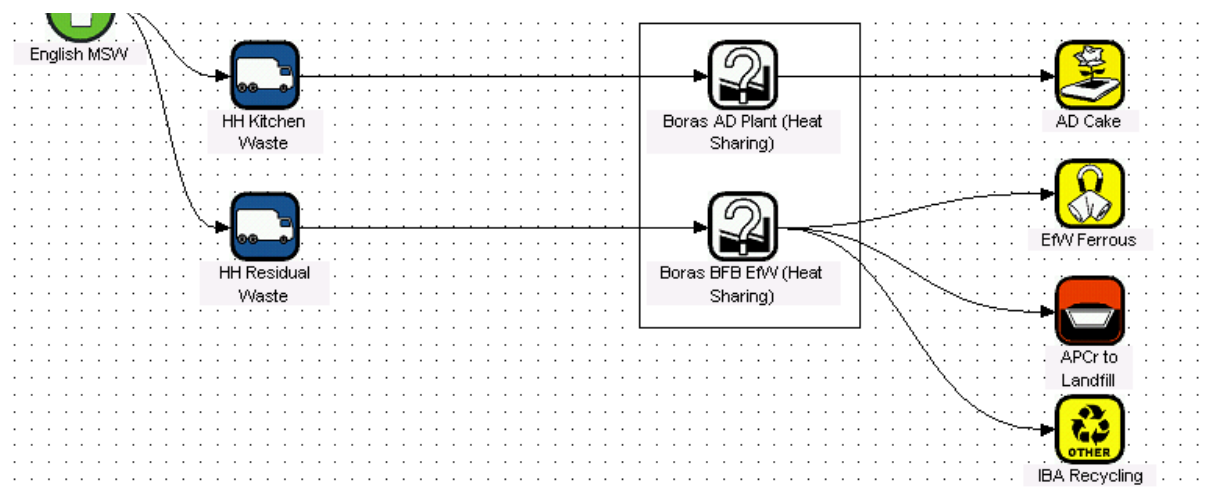 English MSW
HH Kitchen
Waste
Boras AD Plant (Heat
Sharing)
AD Cake
EfW Ferrous
HH Residual
Waste
Boras BFB EfW (Heat
Sharing)
APCr to
Landfill
OTHER
IBA Recycling